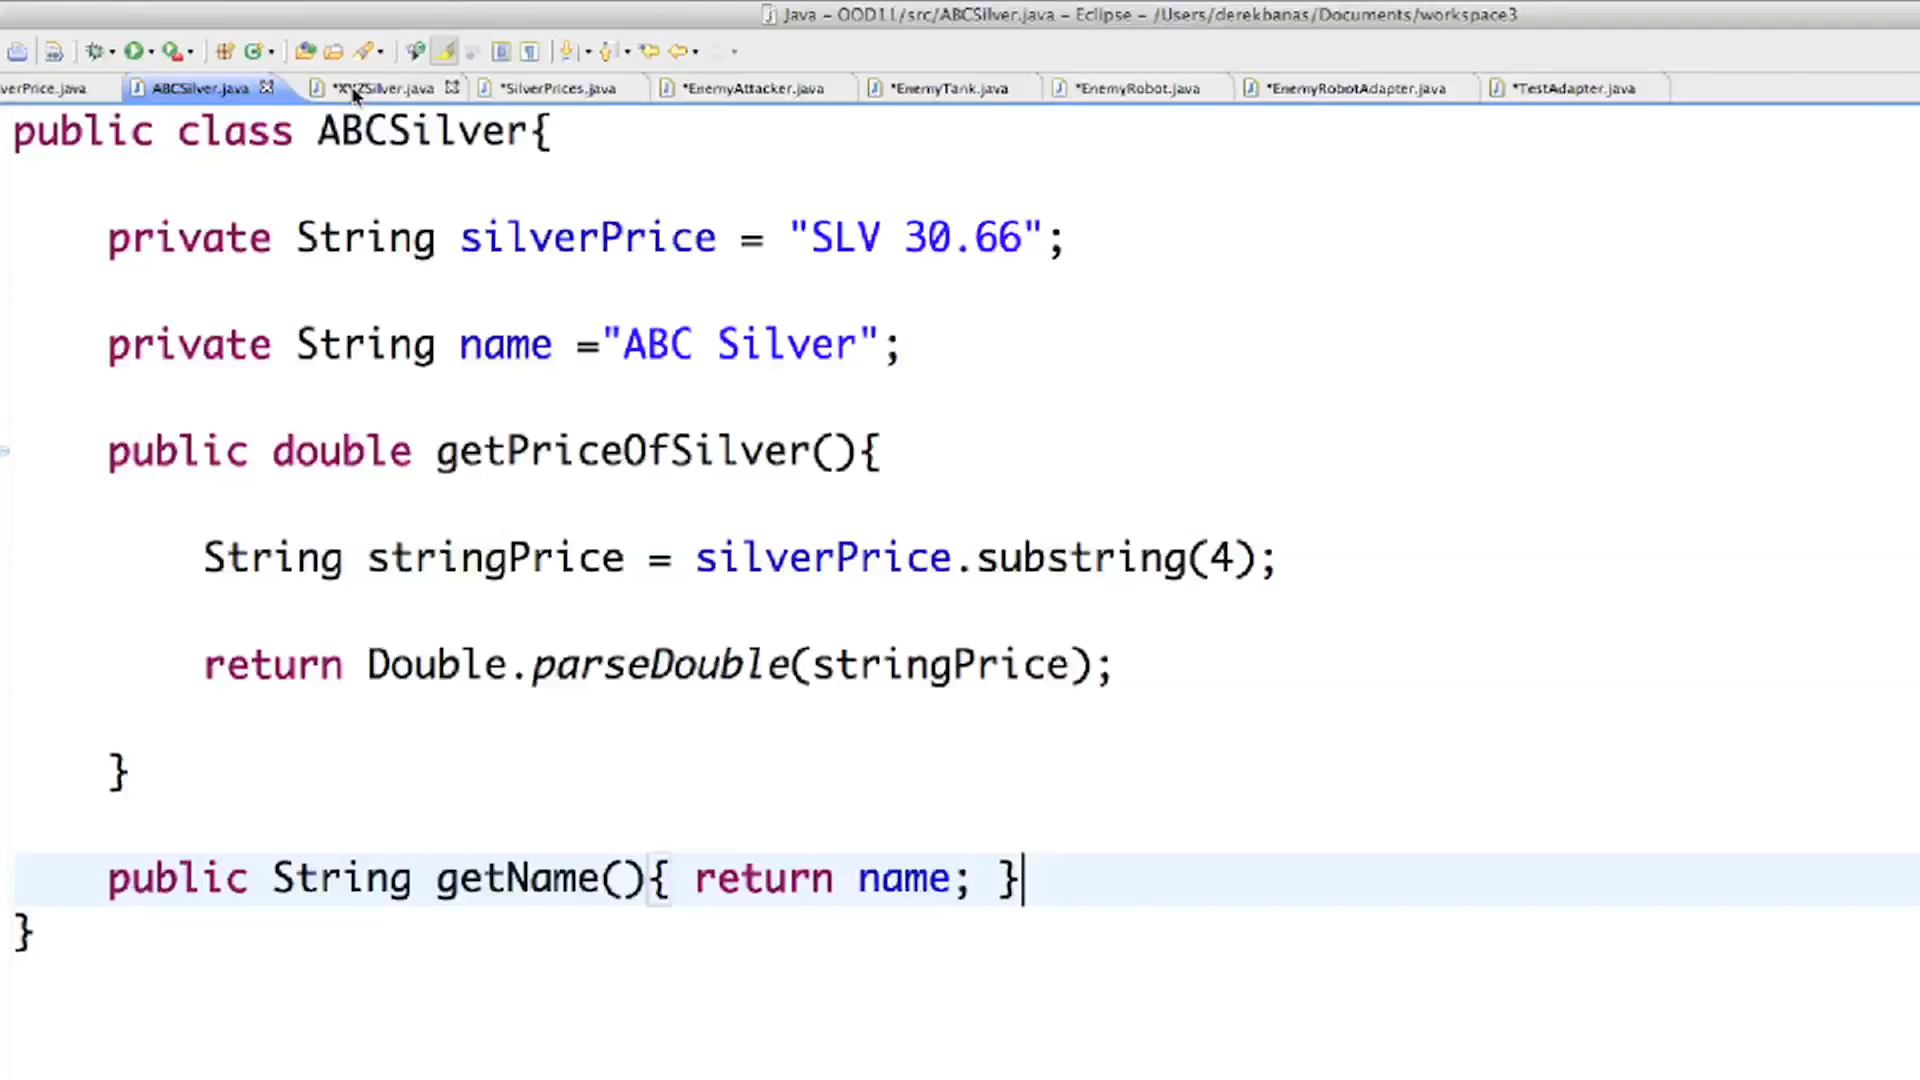 Java – OOD11/src/ABCSilver.java – Eclipse – /Users/derekbanas/Documents/workspace3
verPrice.java ABCSilver.java *XYZSilver.java *SilverPrices.java *EnemyAttacker.java *EnemyTank.java *EnemyRobot.java *EnemyRobotAdapter.java *TestAdapter.java
public class ABCSilver{
private String silverPrice = "SLV 30.66";
private String name ="ABC Silver";
public double getPriceOfSilver(){
String stringPrice = silverPrice.substring(4);
return Double.parseDouble(stringPrice);
}
public String getName(){ return name; }
}